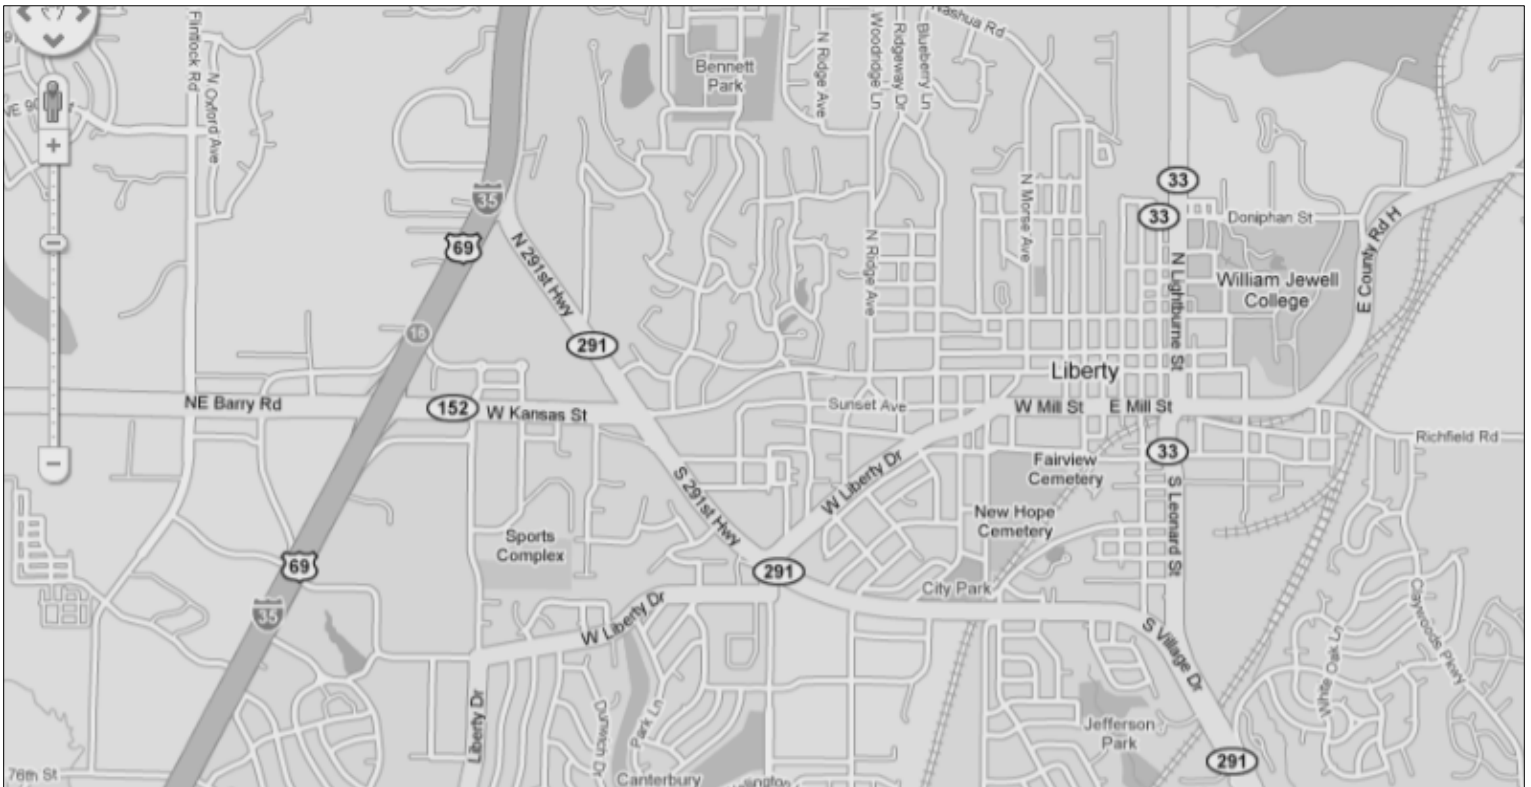 Flintlock Rd
N Oxford Ave
NE
Bennett
Park
N Ridge Ave
Woodridge Ln
Ridgeway Dr
Blueberry Ln
Nashua Rd
35
69
N 291st Hwy
16
291
N Morse Ave
N Ridge Ave
33
33
Doniphan St
N Lightburne St
William Jewell
College
E County Rd H
NE Barry Rd
152
W Kansas St
Sunset Ave
Liberty
W Mill St
E Mill St
Richfield Rd
33
S 291st Hwy
W Liberty Dr
Fairview
Cemetery
New Hope
Cemetery
S Leonard St
Sports
Complex
69
35
291
City Park
W Liberty Dr
Liberty Dr
Dunwich Dr
Park Ln
Canterbury
S Village Dr
Jefferson
Park
291
White Oak Ln
Claywoods Pkwy
76th St